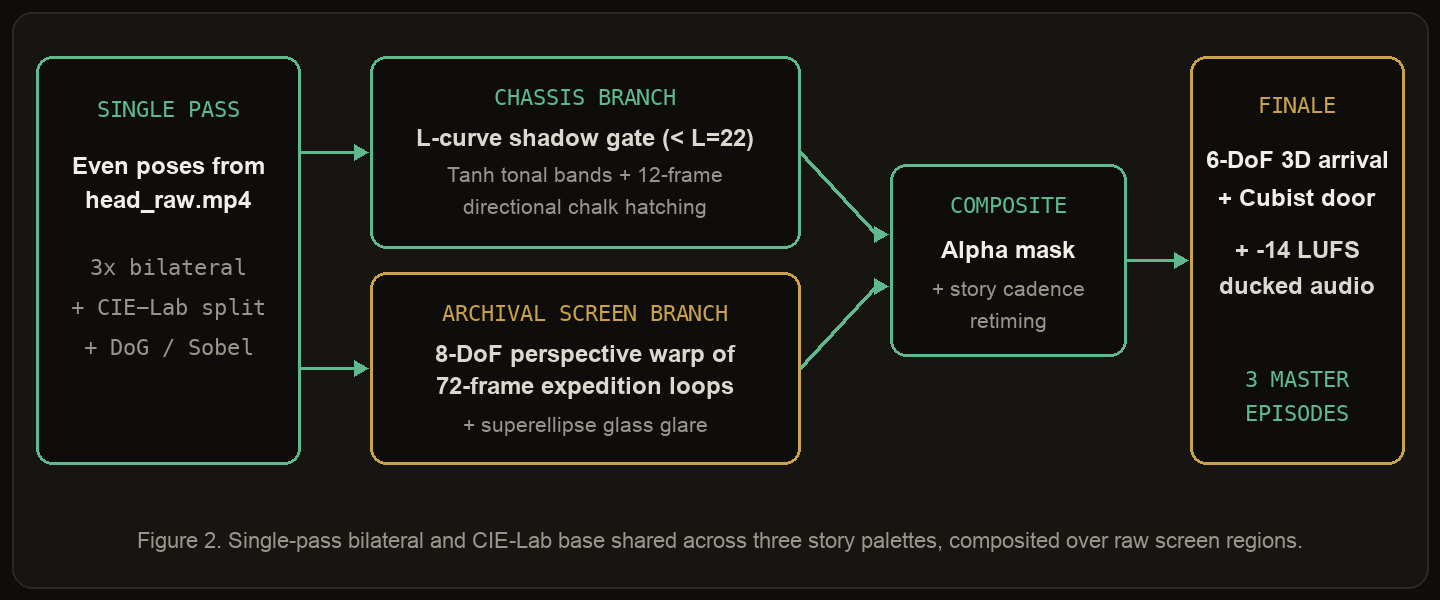 SINGLE PASS
Even poses from
head_raw.mp4
3x bilateral
+ CIE–Lab split
+ DoG / Sobel
CHASSIS BRANCH
L-curve shadow gate (< L=22)
Tanh tonal bands + 12-frame
directional chalk hatching
ARCHIVAL SCREEN BRANCH
8-DoF perspective warp of
72-frame expedition loops
+ superellipse glass glare
COMPOSITE
Alpha mask
+ story cadence
retiming
FINALE
6-DoF 3D arrival
+ Cubist door
+ -14 LUFS
ducked audio
3 MASTER
EPISODES
Figure 2. Single-pass bilateral and CIE-Lab base shared across three story palettes, composited over raw screen regions.